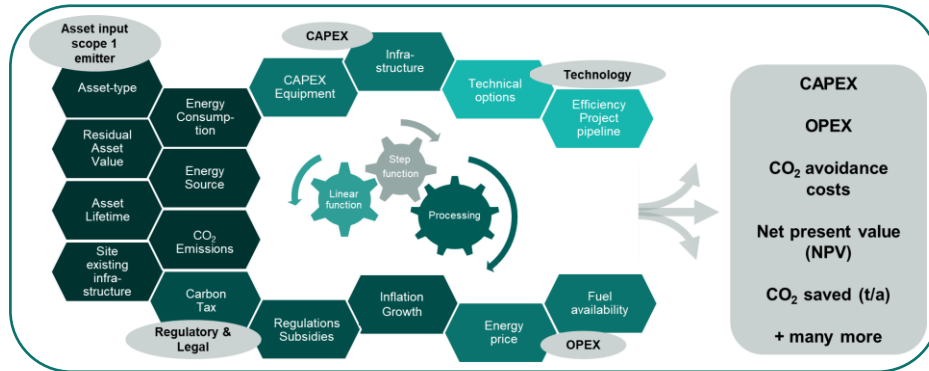 Asset input
scope 1
emitter
Asset-type
Residual
Asset
Value
Asset
Lifetime
Site
existing
infra-
structure
Energy
Consump-
tion
Energy
Source
CO₂
Emissions
Carbon
Tax
Regulatory &
Legal
CAPEX
CAPEX
Equipment
Infra-
structure
Technical
options
Technology
Efficiency
Project
pipeline
Step
function
Linear
function
Processing
Regulations
Subsidies
Inflation
Growth
Energy
price
Fuel
availability
OPEX
CAPEX
OPEX
CO₂ avoidance
costs
Net present value
(NPV)
CO₂ saved (t/a)
+ many more